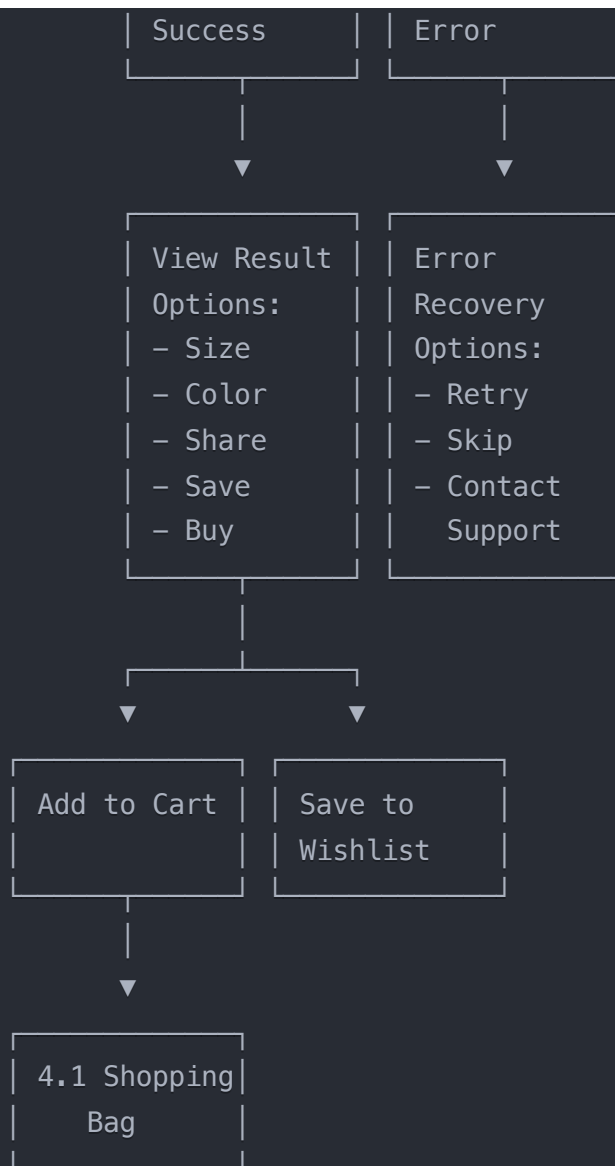 Success
Error
View Result
Options:
- Size
- Color
- Share
- Save
- Buy
Error
Recovery
Options:
- Retry
- Skip
- Contact
Support
Add to Cart
Save to
Wishlist
4.1 Shopping
Bag